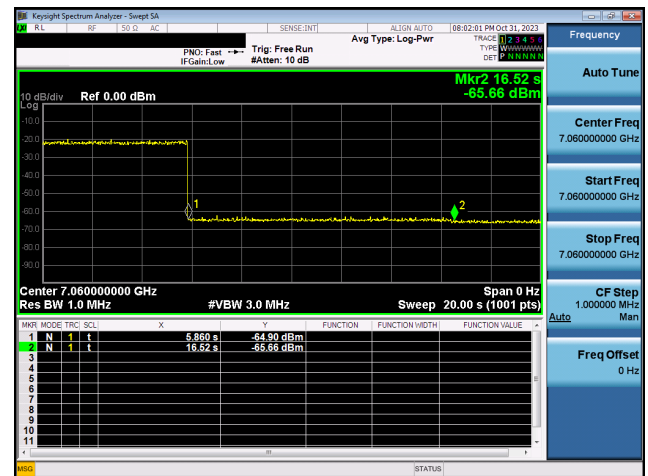 Keysight Spectrum Analyzer - Swept SA
RL RF 50 Ω AC SENSE:INT ALIGN AUTO 08:02:01 PM Oct 31, 2023
Frequency
Avg Type: Log-Pwr TRACE 1 2 3 4 5 6
PNO: Fast Trig: Free Run TYPE W
IFGain:Low #Atten: 10 dB DET P N N N N N
Auto Tune
Mkr2 16.52 s
10 dB/div Ref 0.00 dBm -65.66 dBm
Log
-10.0
-20.0
-30.0
-40.0
-50.0
-60.0
-70.0
-80.0
-90.0
1
2
Center Freq
7.060000000 GHz
Start Freq
7.060000000 GHz
Stop Freq
7.060000000 GHz
Center 7.060000000 GHz Span 0 Hz
Res BW 1.0 MHz #VBW 3.0 MHz Sweep 20.00 s (1001 pts)
CF Step
1.000000 MHz
Auto Man
Freq Offset
0 Hz
MKR MODE TRC SCL X Y FUNCTION FUNCTION WIDTH FUNCTION VALUE
1 N 1 t 5.860 s -64.90 dBm
2 N 1 t 16.52 s -65.66 dBm
3
4
5
6
7
8
9
10
11
MSG STATUS